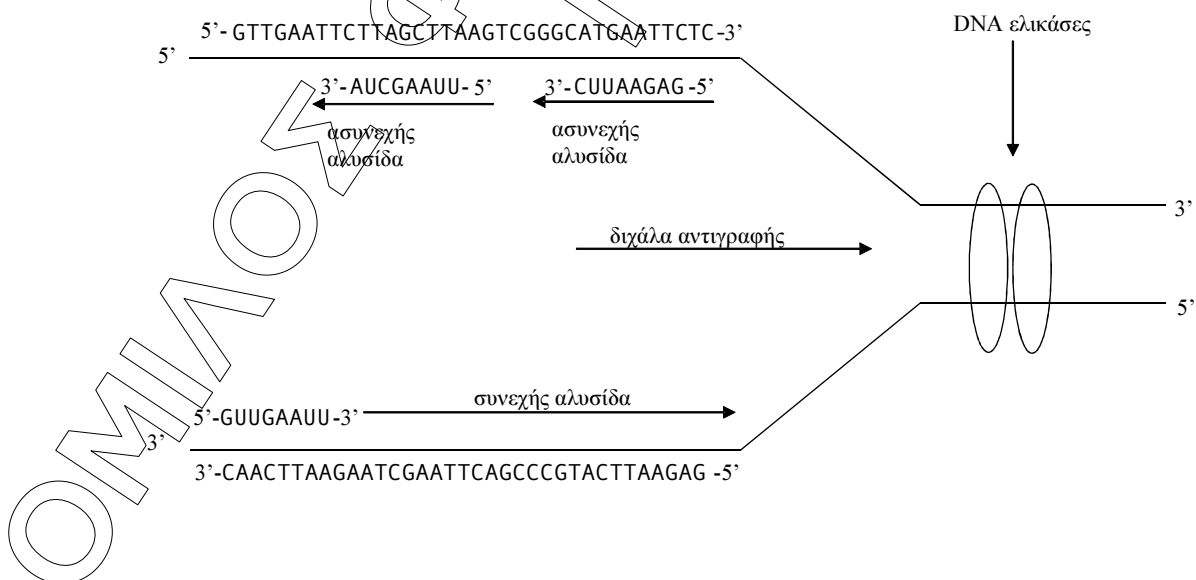 DNA ελικάσες
5’- GTTGAATTCTTAGCTTAAGTCGGGCATGAATTCTC-3’
5’
3’-AUCGAAUU- 5’
3’-CUUAAGAG -5’
ασυνεχής
αλυσίδα
ασυνεχής
αλυσίδα
3’
διχάλα αντιγραφής
5’
συνεχής αλυσίδα
5’-GUUGAAUU-3’
3’
3’-CAACTTAAGAATCGAATTCAGCCCGTACTTAAGAG -5’
ΟΜΙΛΟΣ